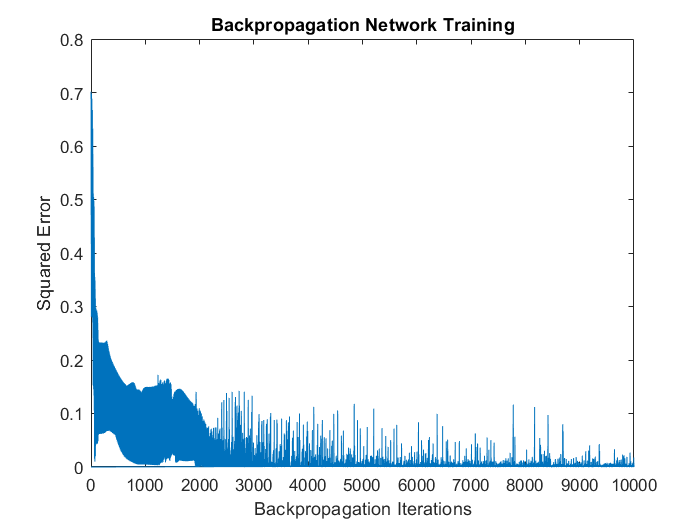 Backpropagation Network Training
0.8
0.7
0.6
0.5
0.4
0.3
0.2
0.1
0
Squared Error
0 1000 2000 3000 4000 5000 6000 7000 8000 9000 10000
Backpropagation Iterations